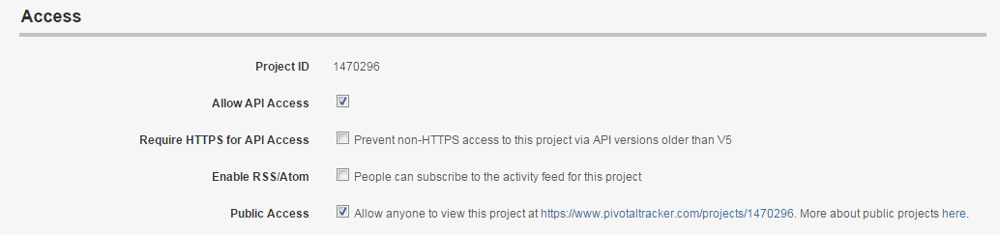 Access
Project ID 1470296
Allow API Access
Require HTTPS for API Access Prevent non-HTTPS access to this project via API versions older than V5
Enable RSS/Atom People can subscribe to the activity feed for this project
Public Access Allow anyone to view this project at https://www.pivotaltracker.com/projects/1470296. More about public projects here.